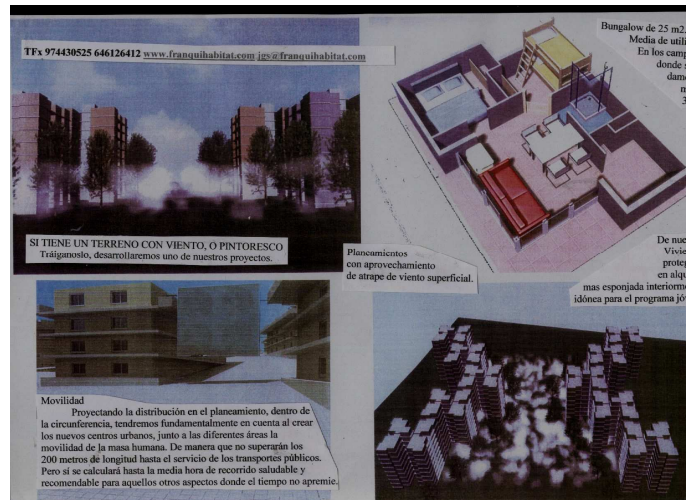 TFx 974430525 646126412 www.franquihabitat.com jgs@franquihabitat.com
SI TIENE UN TERRENO CON VIENTO, O PINTORESCO
Tráiganoslo, desarrollaremos uno de nuestros proyectos.
Bungalow de 25 m2.
Media de utili
En los camp
donde s
dame
n
3
Planeamientos
con aprovechamiento
de atrape de viento superficial.
De nue
Vivie
proteg
en alqu
mas esponjada interiorme
idónea para el programa jóv
Movilidad
Proyectando la distribución en el planeamiento, dentro de
la circunferencia, tendremos fundamentalmente en cuenta al crear
los nuevos centros urbanos, junto a las diferentes áreas la
movilidad de la masa humana. De manera que no superarán los
200 metros de longitud hasta el servicio de los transportes públicos.
Pero sí se calculará hasta la media hora de recorrido saludable y
recomendable para aquellos otros aspectos donde el tiempo no apremie.